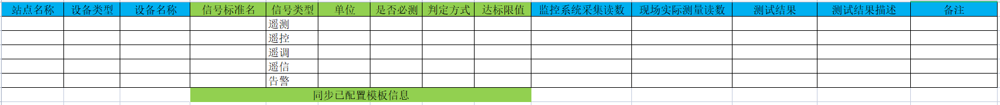 站点名称 设备类型 设备名称 信号标准名 信号类型 单位 是否必测 判定方式 达标限值 监控系统采集读数 现场实际测量读数 测试结果 测试结果描述 备注
遥测
遥控
遥调
遥信
告警
同步已配置模板信息